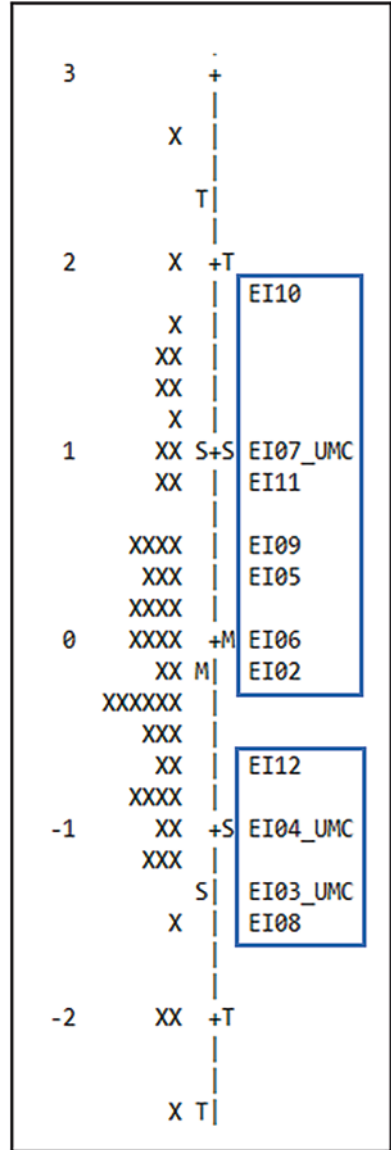 3 +
|
X |
|
T|
|
2 X +T
| EI10
X |
XX |
XX |
X |
1 XX S+S EI07_UMC
XX | EI11
|
XXXX | EI09
XXX | EI05
XXXX |
0 XXXX +M EI06
XX M| EI02
XXXXXX |
XXX |
XX | EI12
XXXX |
-1 XX +S EI04_UMC
XXX |
S| EI03_UMC
X | EI08
|
|
-2 XX +T
|
|
X T|